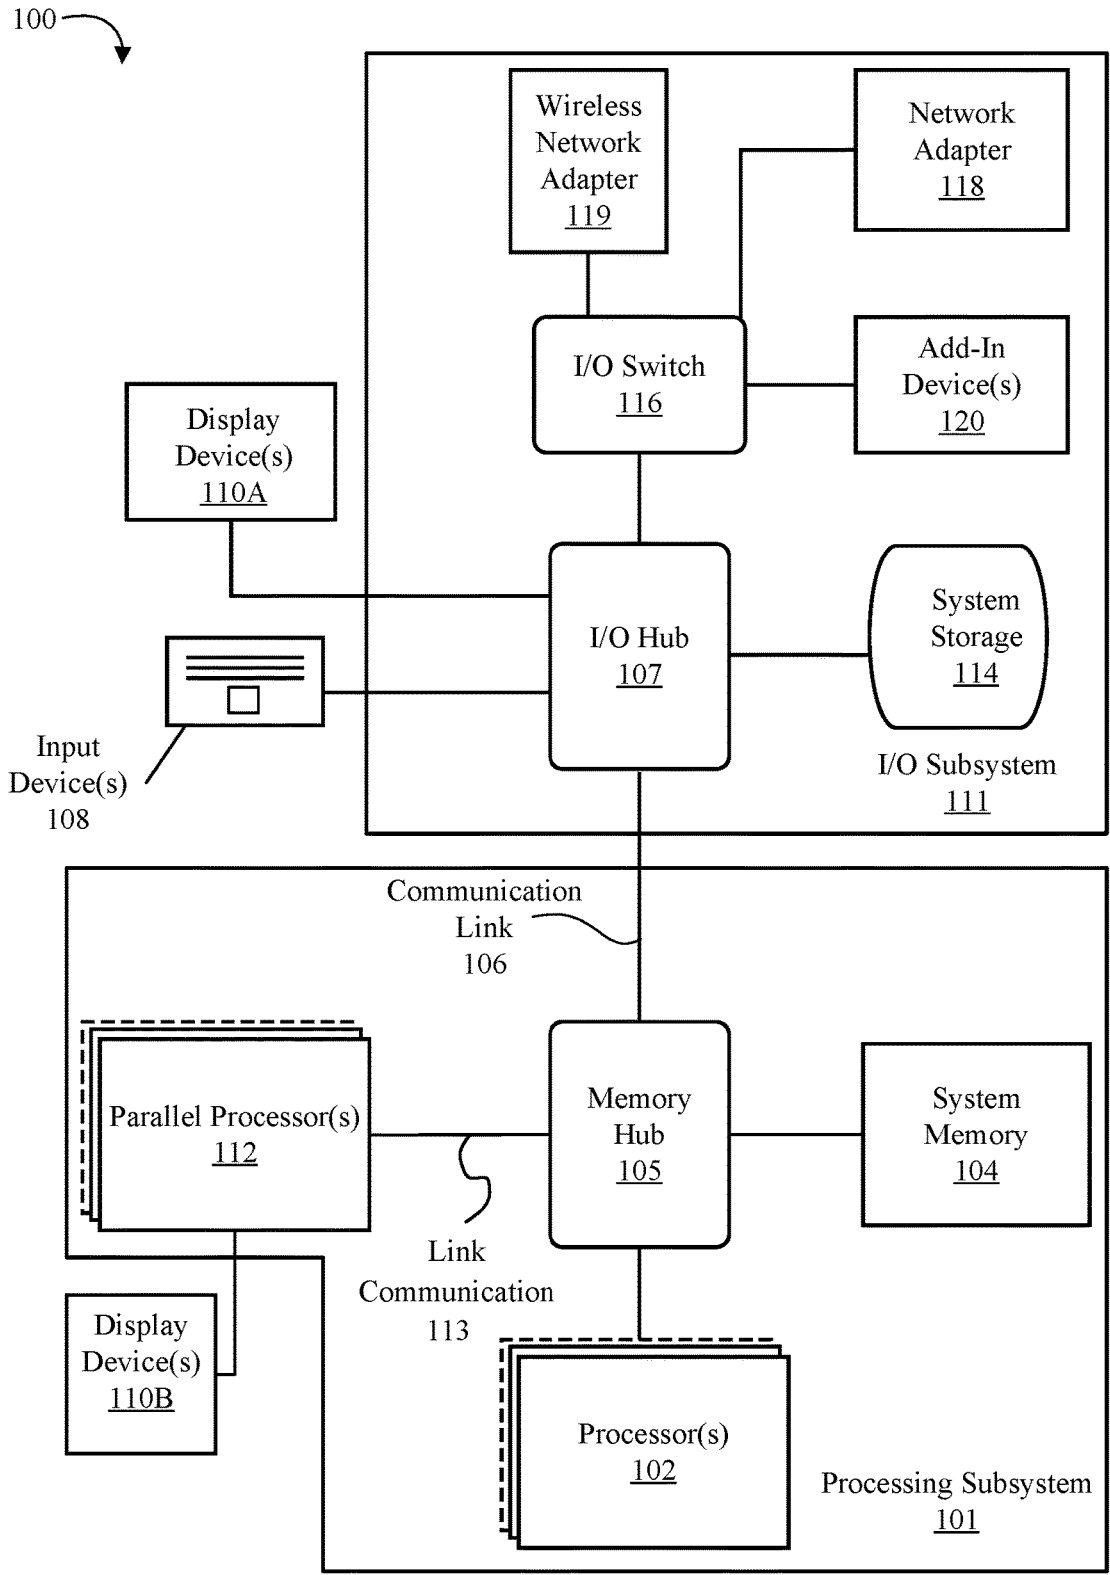 100
Wireless
Network
Adapter
119
Network
Adapter
118
I/O Switch
116
Add-In
Device(s)
120
Display
Device(s)
110A
I/O Hub
107
System
Storage
114
Input
Device(s)
108
I/O Subsystem
111
Communication
Link
106
Parallel Processor(s)
112
Memory
Hub
105
System
Memory
104
Link
Communication
113
Display
Device(s)
110B
Processor(s)
102
Processing Subsystem
101